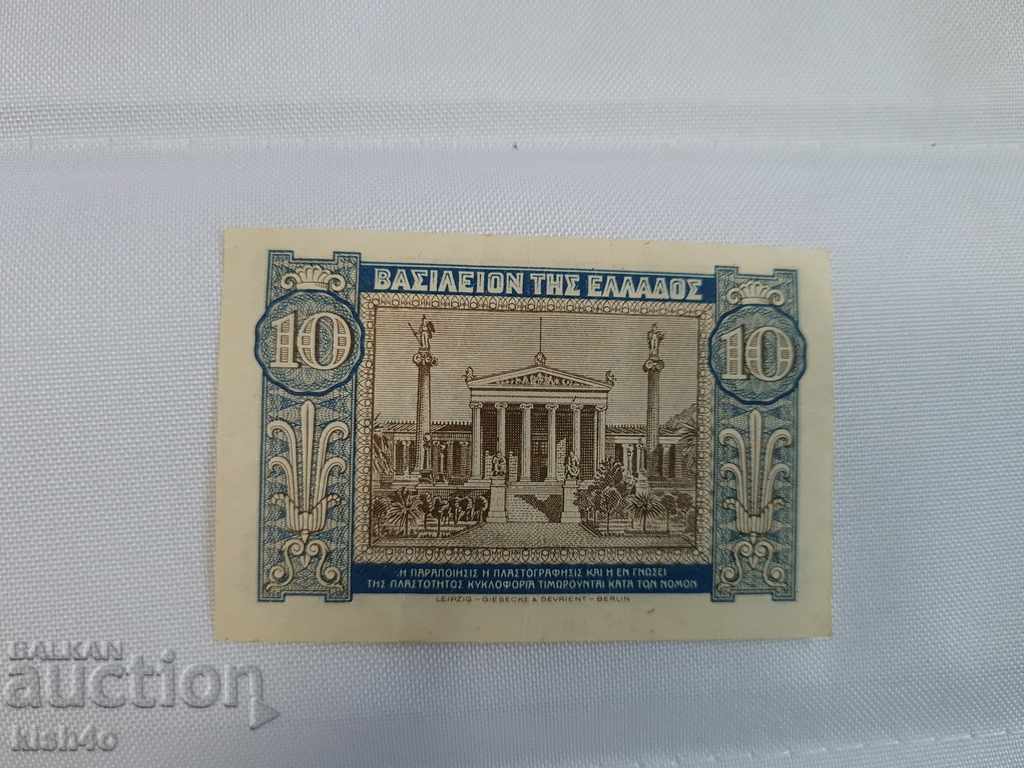 ΒΑΣΙΛΕΙΟΝ ΤΗΣ ΕΛΛΑΔΟΣ
10 10
Η ΠΑΡΑΠΟΙΗΣΙΣ Η ΠΛΑΣΤΟΓΡΑΦΗΣΙΣ ΚΑΙ Η ΕΝ ΓΝΩΣΕΙ
ΤΗΣ ΠΛΑΣΤΟΤΗΤΟΣ ΚΥΚΛΟΦΟΡΙΑ ΤΙΜΩΡΟΥΝΤΑΙ ΚΑΤΑ ΤΟΝ ΝΟΜΟΝ
LEIPZIG – GIESECKE & DEVRIENT – BERLIN
BALKAN
auction
kish4o